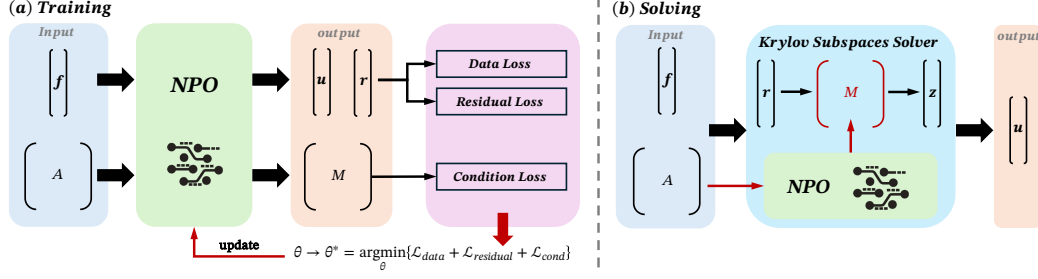 (a) Training
Input
f
A
NPO
output
u r
M
Data Loss
Residual Loss
Condition Loss
update
θ → θ* = argmin{ℒdata + ℒresidual + ℒcond}
θ
(b) Solving
Input
f
A
Krylov Subspaces Solver
r M z
NPO
output
u